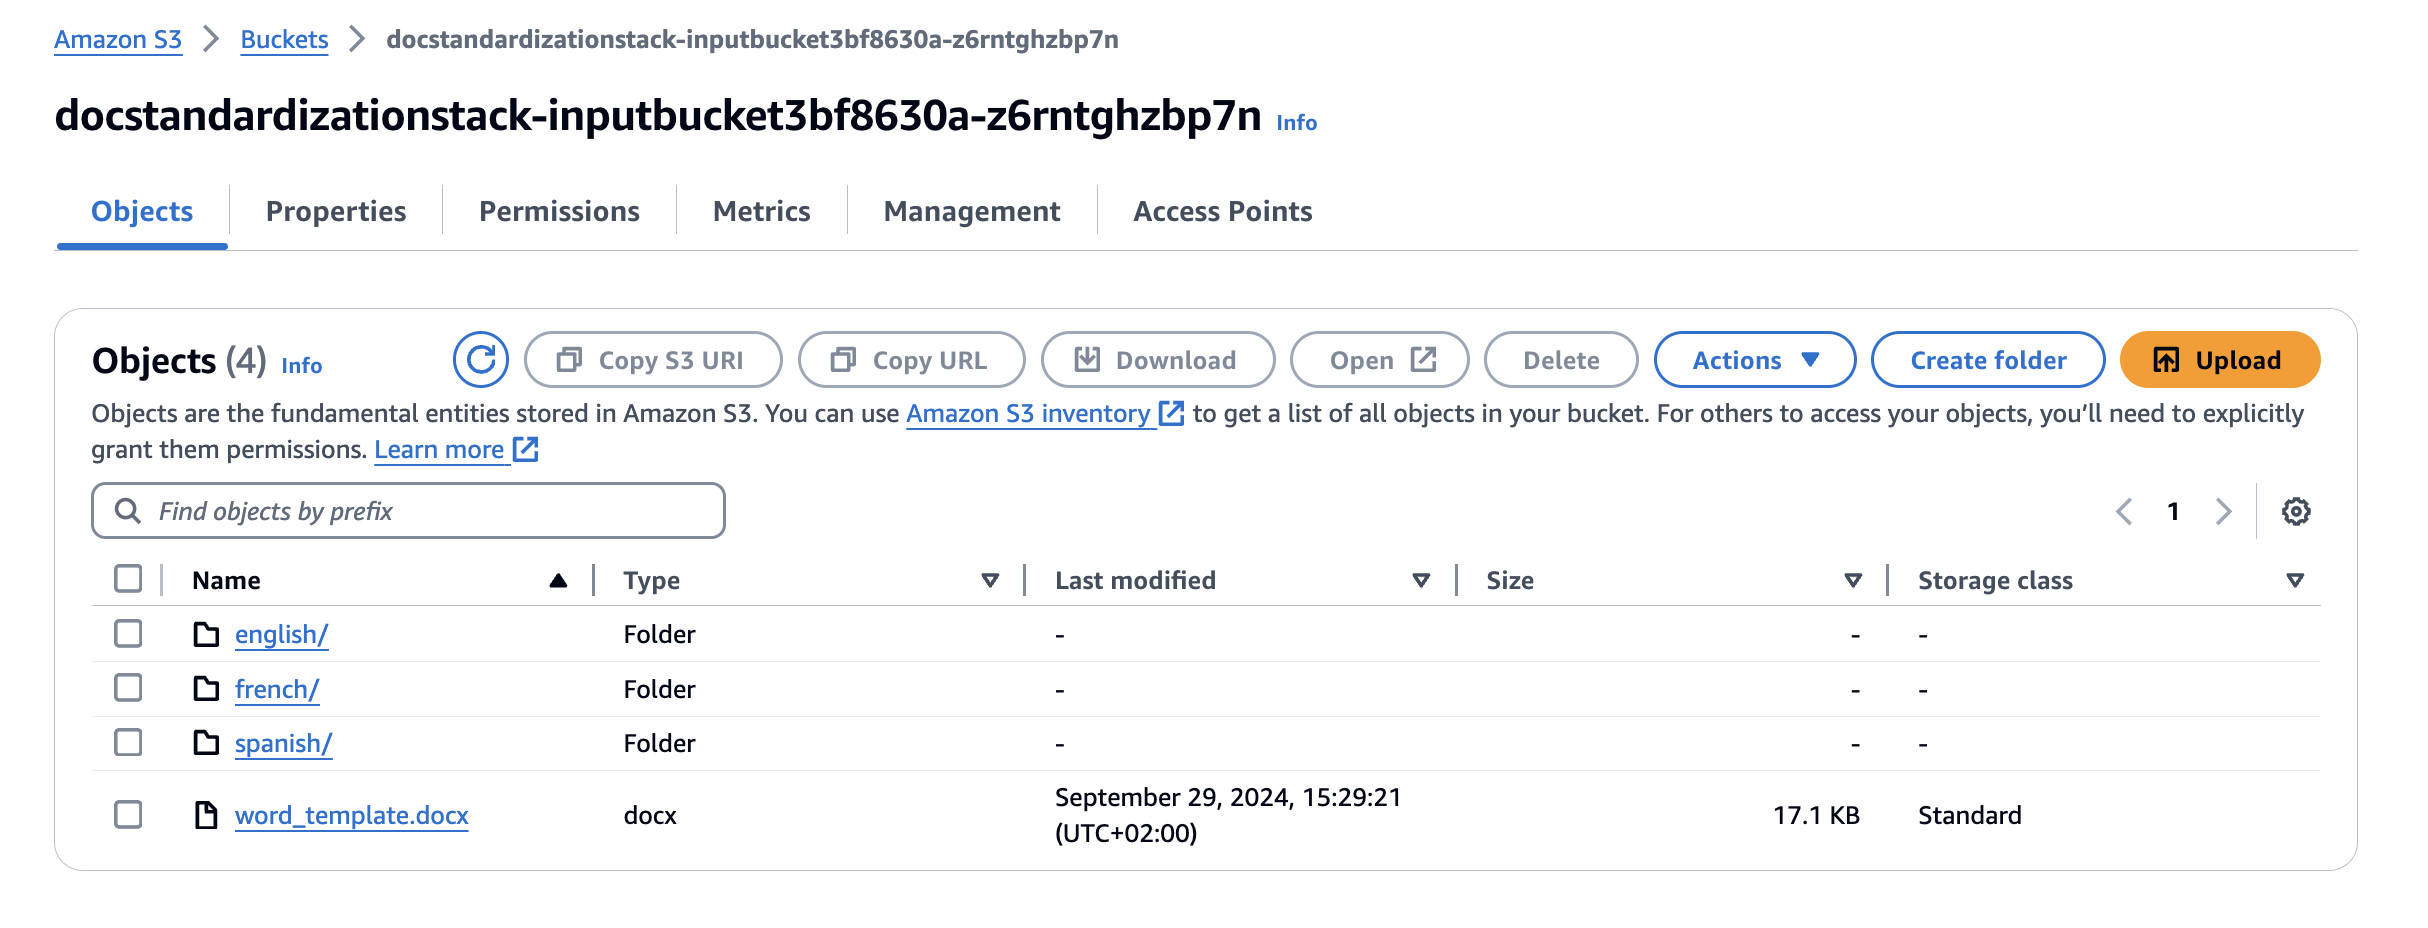 Amazon S3 > Buckets > docstandardizationstack-inputbucket3bf8630a-z6rntghzbp7n
docstandardizationstack-inputbucket3bf8630a-z6rntghzbp7n Info
Objects Properties Permissions Metrics Management Access Points
Objects (4) Info Copy S3 URI Copy URL Download Open Delete Actions Create folder Upload
Objects are the fundamental entities stored in Amazon S3. You can use Amazon S3 inventory to get a list of all objects in your bucket. For others to access your objects, you’ll need to explicitly
grant them permissions. Learn more
Find objects by prefix 1
Name Type Last modified Size Storage class
english/ Folder - - -
french/ Folder - - -
spanish/ Folder - - -
word_template.docx docx September 29, 2024, 15:29:21 17.1 KB Standard
(UTC+02:00)